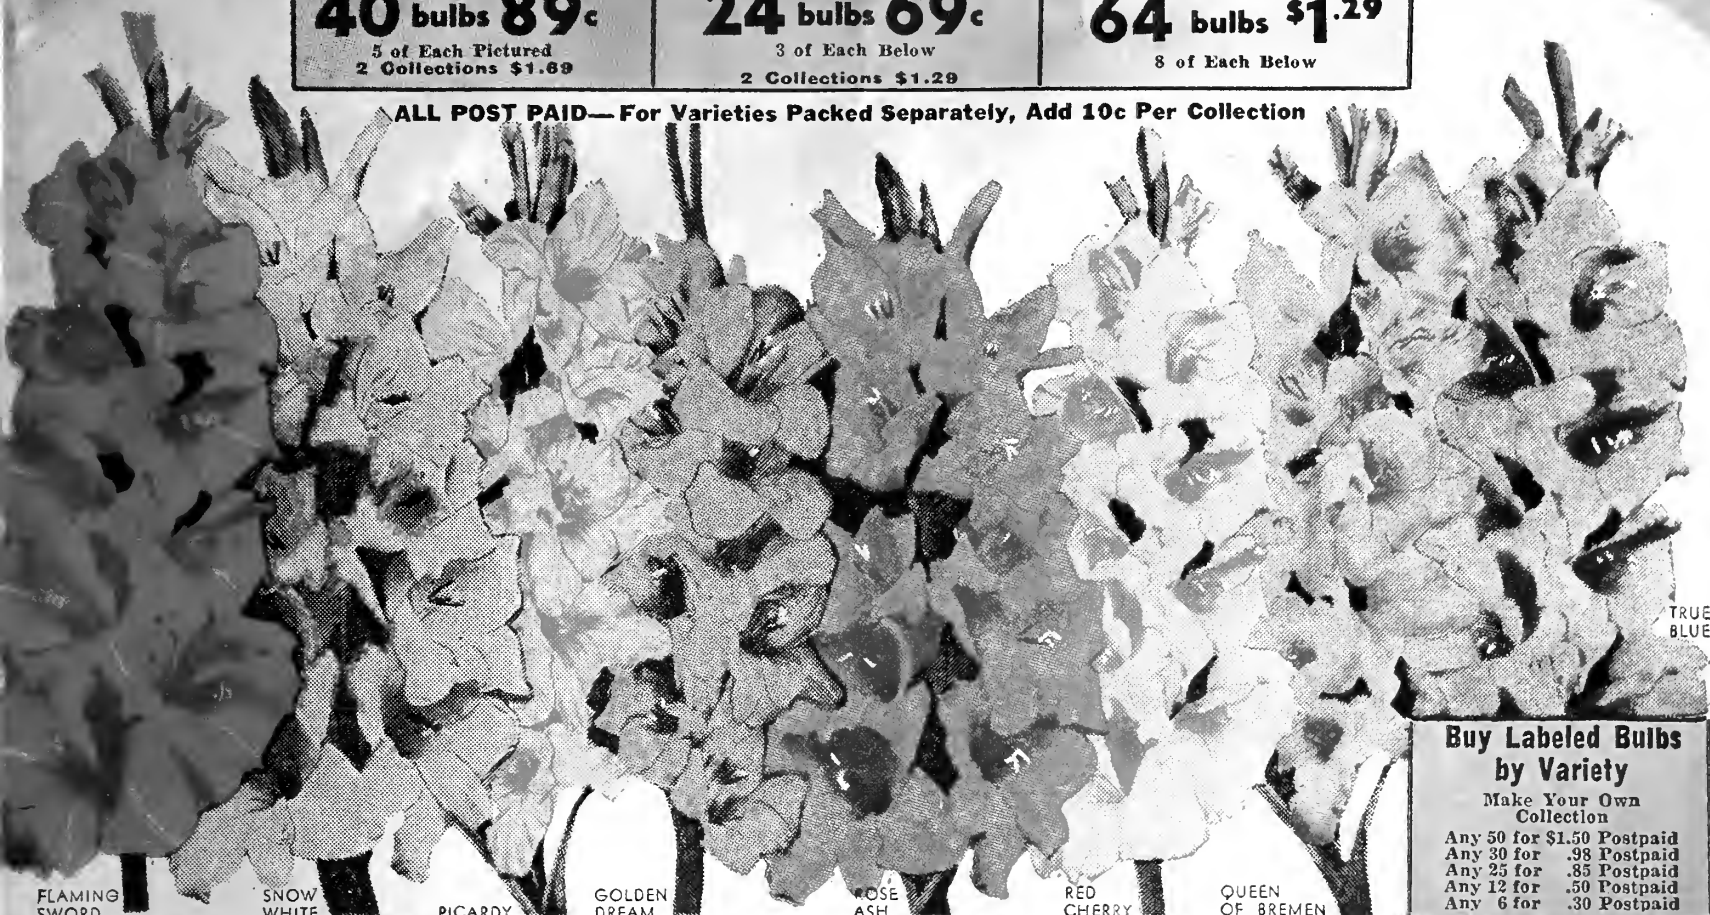 40 bulbs 89c
5 of Each Pictured
2 Collections $1.69
24 bulbs 69c
3 of Each Below
2 Collections $1.29
64 bulbs $1.29
8 of Each Below
ALL POST PAID—For Varieties Packed Separately, Add 10c Per Collection
TRUE
BLUE
Buy Labeled Bulbs
by Variety
Make Your Own
Collection
Any 50 for $1.50 Postpaid
Any 30 for .98 Postpaid
Any 25 for .85 Postpaid
Any 12 for .50 Postpaid
Any 6 for .30 Postpaid
FLAMING
SWORD
SNOW
WHITE
PICARDY
GOLDEN
DREAM
ROSE
ASH
RED
CHERRY
QUEEN
OF BREMEN